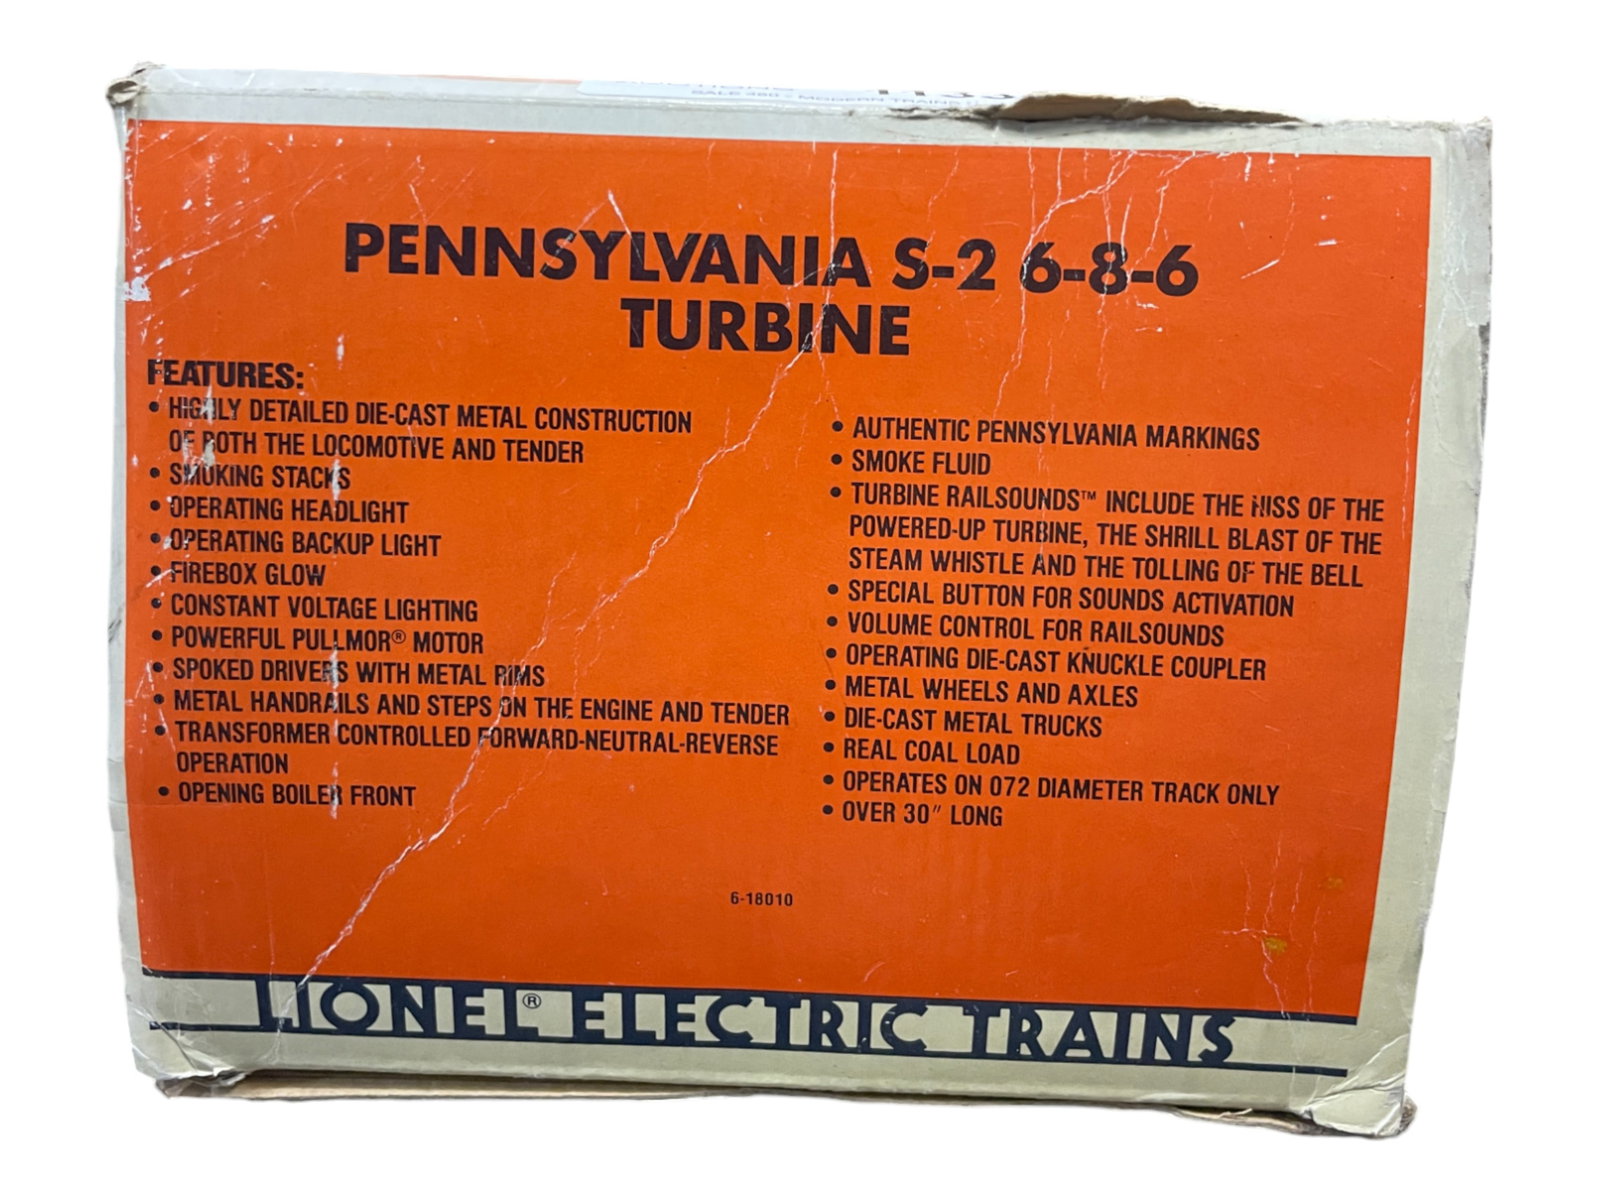 SALE 280 - MODERN TRAINS
PENNSYLVANIA S-2 6-8-6
TURBINE
FEATURES:
• HIGHLY DETAILED DIE-CAST METAL CONSTRUCTION
OF BOTH THE LOCOMOTIVE AND TENDER
• SMOKING STACKS
• OPERATING HEADLIGHT
• OPERATING BACKUP LIGHT
• FIREBOX GLOW
• CONSTANT VOLTAGE LIGHTING
• POWERFUL PULLMOR® MOTOR
• SPOKED DRIVERS WITH METAL RIMS
• METAL HANDRAILS AND STEPS ON THE ENGINE AND TENDER
• TRANSFORMER CONTROLLED FORWARD-NEUTRAL-REVERSE
OPERATION
• OPENING BOILER FRONT
• AUTHENTIC PENNSYLVANIA MARKINGS
• SMOKE FLUID
• TURBINE RAILSOUNDS™ INCLUDE THE HISS OF THE
POWERED-UP TURBINE, THE SHRILL BLAST OF THE
STEAM WHISTLE AND THE TOLLING OF THE BELL
• SPECIAL BUTTON FOR SOUNDS ACTIVATION
• VOLUME CONTROL FOR RAILSOUNDS
• OPERATING DIE-CAST KNUCKLE COUPLER
• METAL WHEELS AND AXLES
• DIE-CAST METAL TRUCKS
• REAL COAL LOAD
• OPERATES ON 072 DIAMETER TRACK ONLY
• OVER 30" LONG
6-18010
LIONEL® ELECTRIC TRAINS